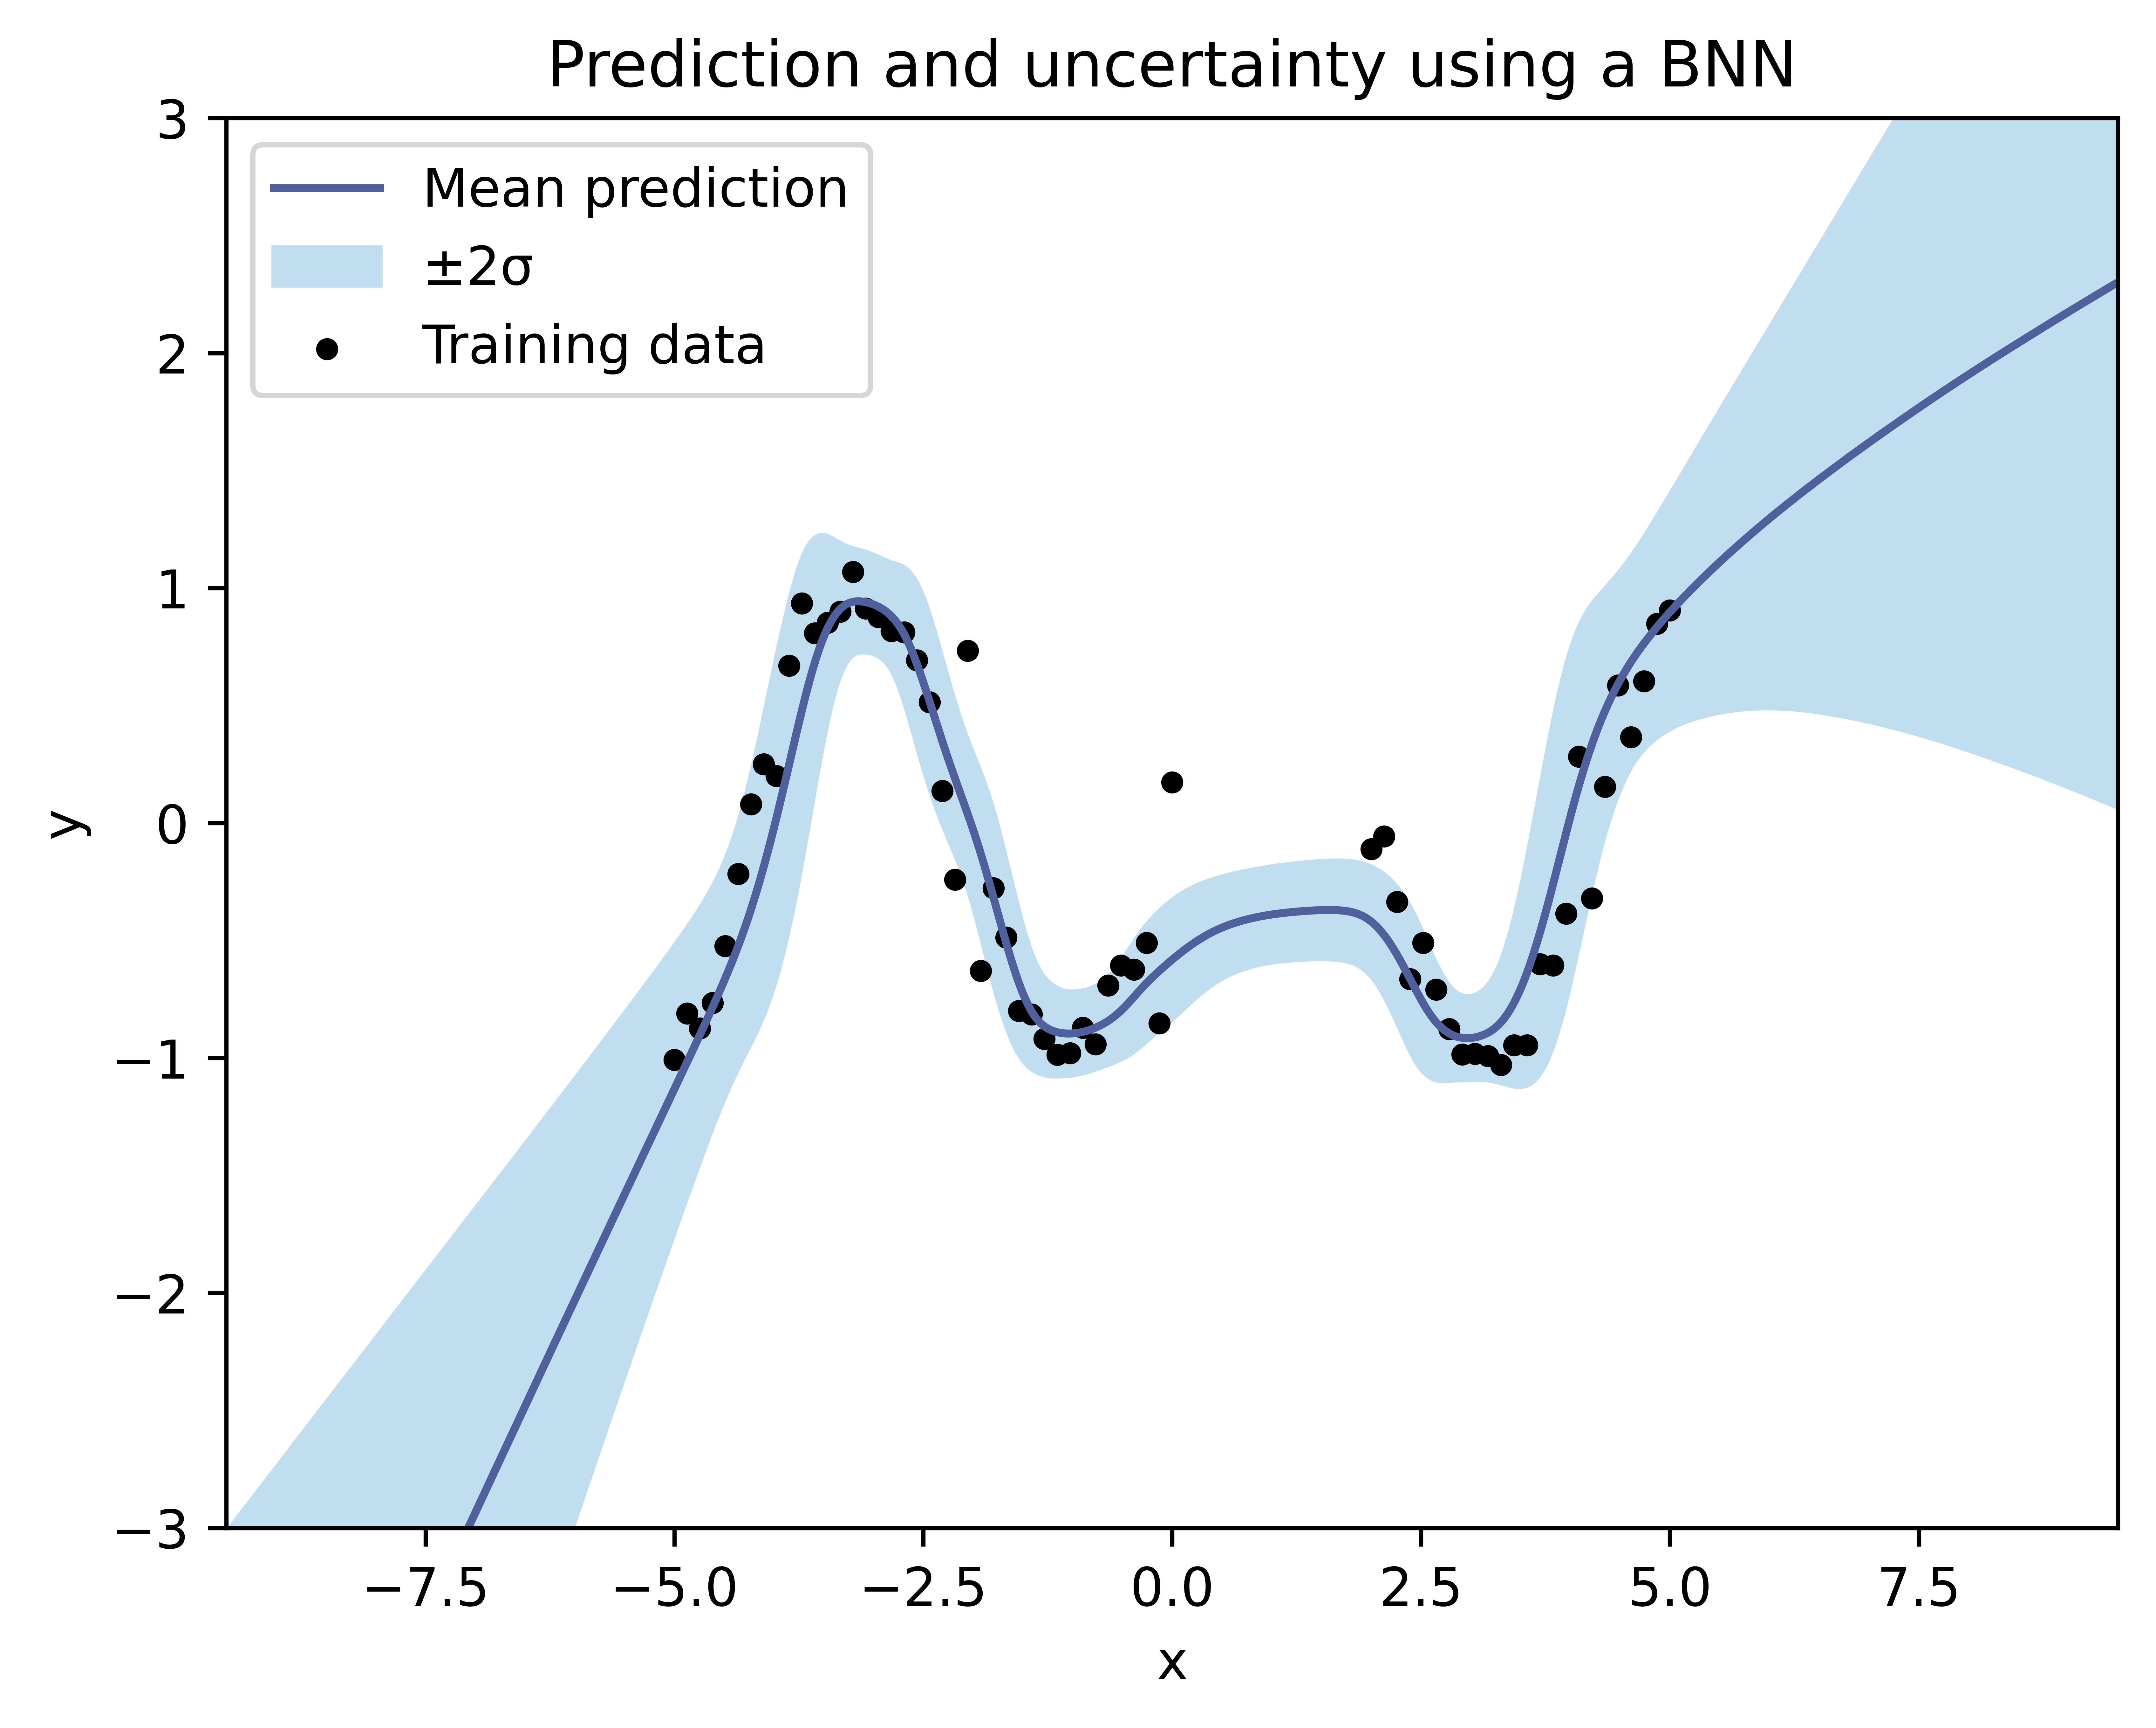 Prediction and uncertainty using a BNN
Mean prediction
±2σ
Training data
3
2
1
0
−1
−2
−3
y
−7.5 −5.0 −2.5 0.0 2.5 5.0 7.5
x